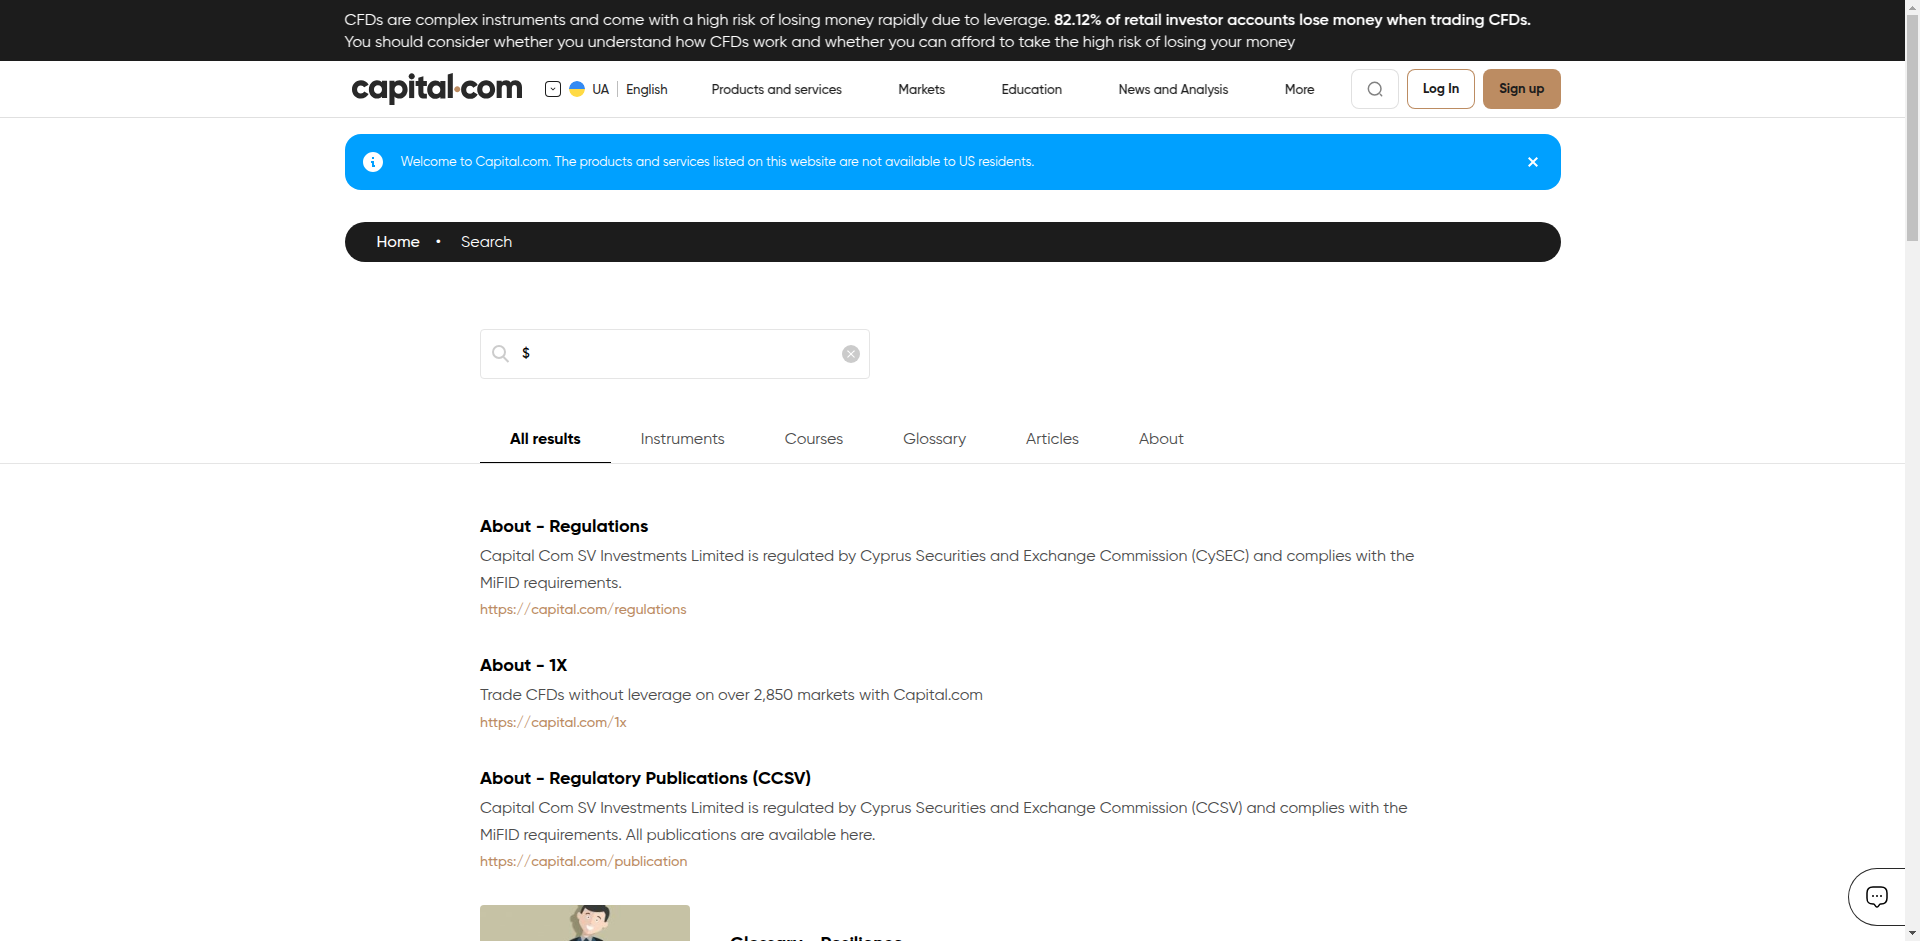 CFDs are complex instruments and come with a high risk of losing money rapidly due to leverage. 82.12% of retail investor accounts lose money when trading CFDs.
You should consider whether you understand how CFDs work and whether you can afford to take the high risk of losing your money
capital.com
UA English
Products and services
Markets
Education
News and Analysis
More
Log In
Sign up
Welcome to Capital.com. The products and services listed on this website are not available to US residents.
Home • Search
$
All results
Instruments
Courses
Glossary
Articles
About
About - Regulations
Capital Com SV Investments Limited is regulated by Cyprus Securities and Exchange Commission (CySEC) and complies with the
MiFID requirements.
https://capital.com/regulations
About - 1X
Trade CFDs without leverage on over 2,850 markets with Capital.com
https://capital.com/1x
About - Regulatory Publications (CCSV)
Capital Com SV Investments Limited is regulated by Cyprus Securities and Exchange Commission (CCSV) and complies with the
MiFID requirements. All publications are available here.
https://capital.com/publication
Glossary - Resilience